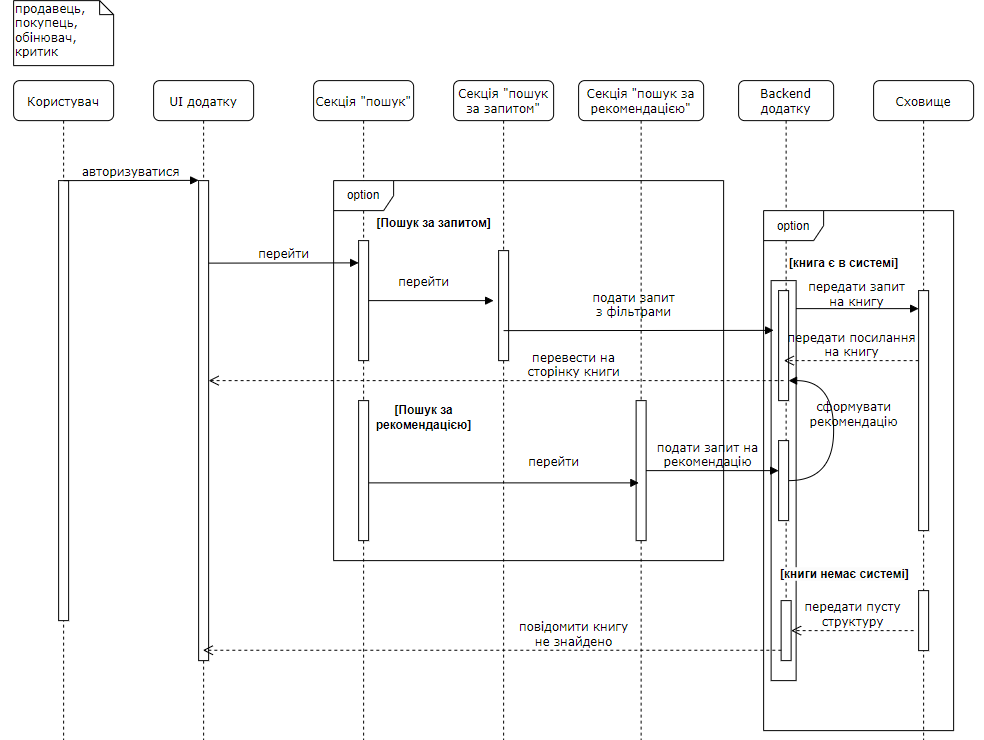 продавець,
покупець,
обінювач,
критик
Користувач
UI додатку
Секція "пошук"
Секція "пошук
за запитом"
Секція "пошук за
рекомендацією"
Backend
додатку
Сховище
авторизуватися
option
[Пошук за запитом]
option
перейти
[книга є в системі]
перейти
передати запит
на книгу
подати запит
з фільтрами
передати посилання
на книгу
перевести на
сторінку книги
[Пошук за
рекомендацією]
сформувати
рекомендацію
перейти
подати запит на
рекомендацію
[книги немає системі]
передати пусту
структуру
повідомити книгу
не знайдено